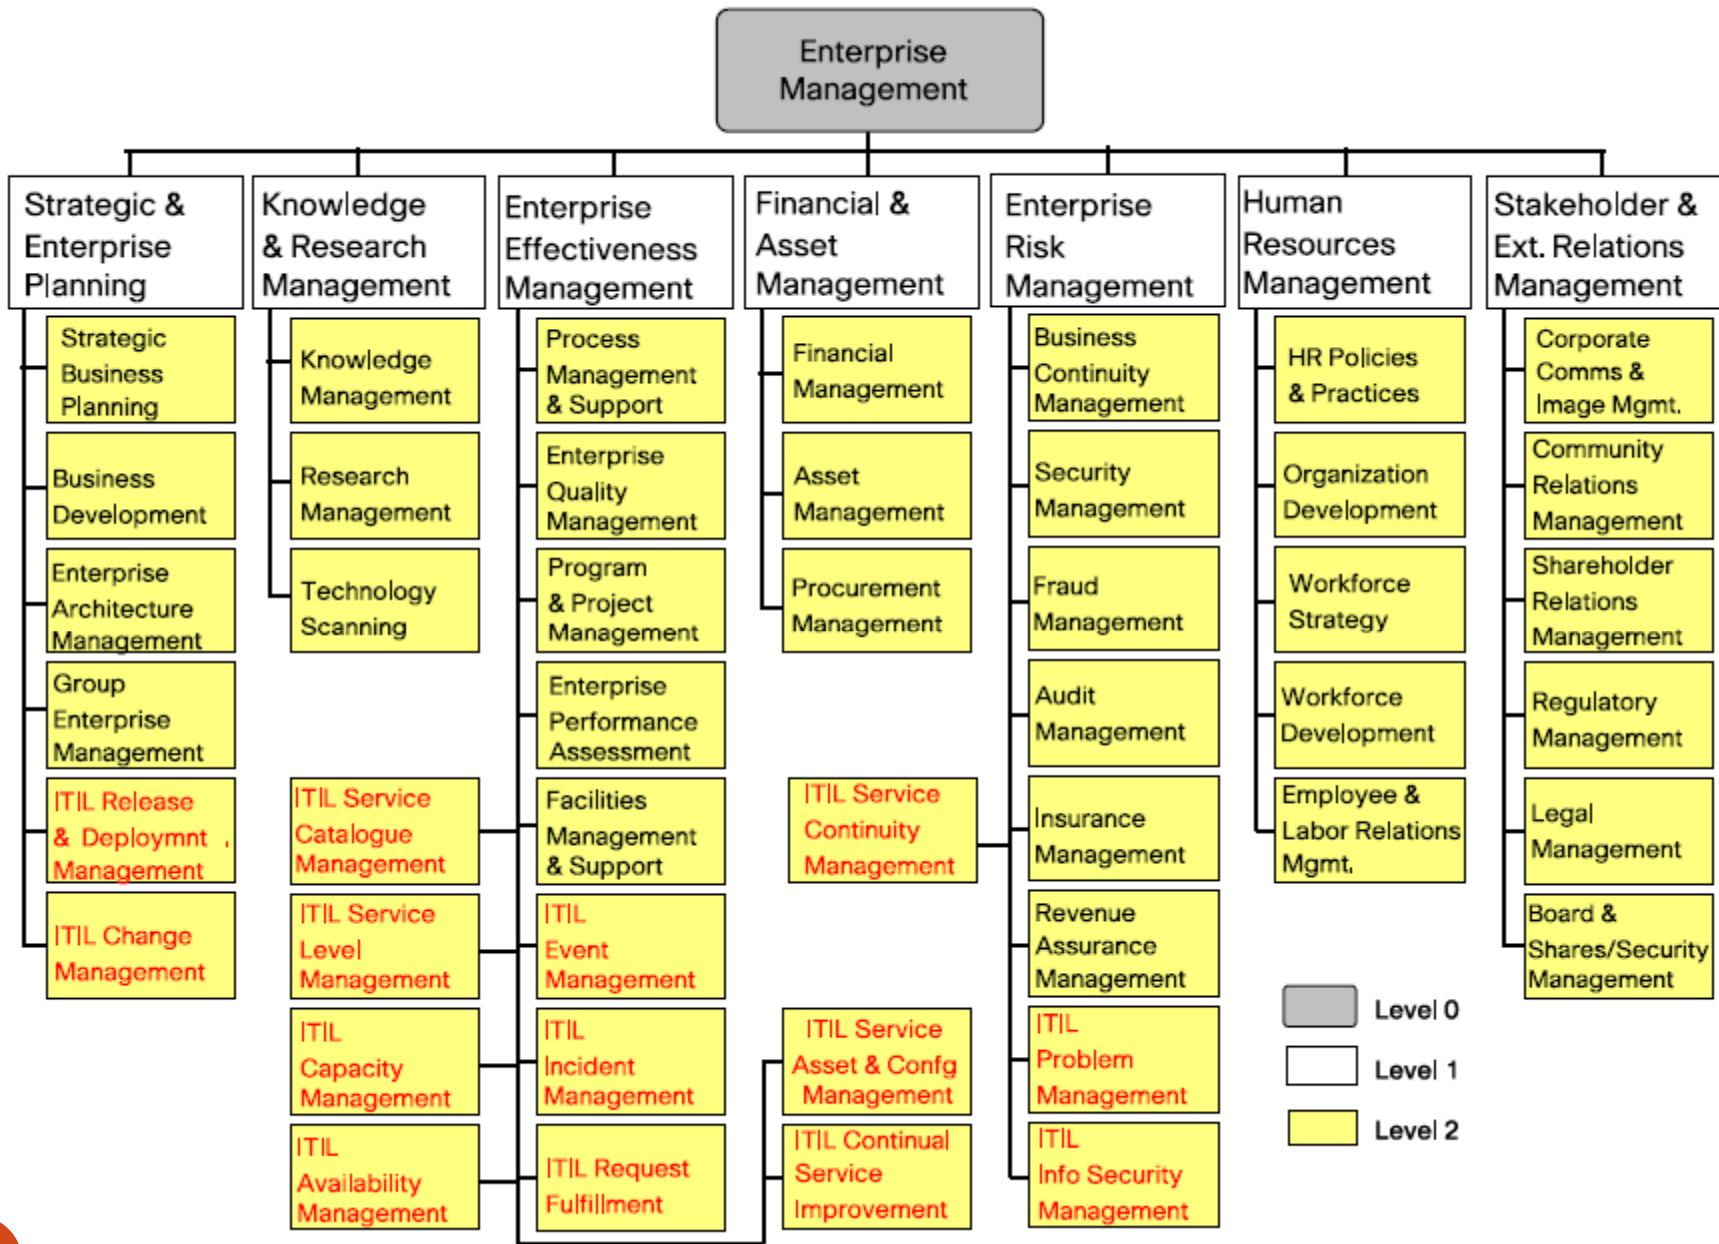 Enterprise
Management
Strategic &
Enterprise
Planning
Strategic
Business
Planning
Business
Development
Enterprise
Architecture
Management
Group
Enterprise
Management
ITIL Release
& Deploymnt .
Management
ITIL Change
Management
Knowledge
& Research
Management
Knowledge
Management
Research
Management
Technology
Scanning
ITIL Service
Catalogue
Management
ITIL Service
Level
Management
ITIL
Capacity
Management
ITIL
Availability
Management
Enterprise
Effectiveness
Management
Process
Management
& Support
Enterprise
Quality
Management
Program
& Project
Management
Enterprise
Performance
Assessment
Facilities
Management
& Support
ITIL
Event
Management
ITIL
Incident
Management
ITIL Request
Fulfillment
Financial &
Asset
Management
Financial
Management
Asset
Management
Procurement
Management
ITIL Service
Continuity
Management
ITIL Service
Asset & Confg
Management
ITIL Continual
Service
Improvement
Enterprise
Risk
Management
Business
Continuity
Management
Security
Management
Fraud
Management
Audit
Management
Insurance
Management
Revenue
Assurance
Management
ITIL
Problem
Management
ITIL
Info Security
Management
Human
Resources
Management
HR Policies
& Practices
Organization
Development
Workforce
Strategy
Workforce
Development
Employee &
Labor Relations
Mgmt.
Stakeholder &
Ext. Relations
Management
Corporate
Comms &
Image Mgmt.
Community
Relations
Management
Shareholder
Relations
Management
Regulatory
Management
Legal
Management
Board &
Shares/Security
Management
Level 0
Level 1
Level 2